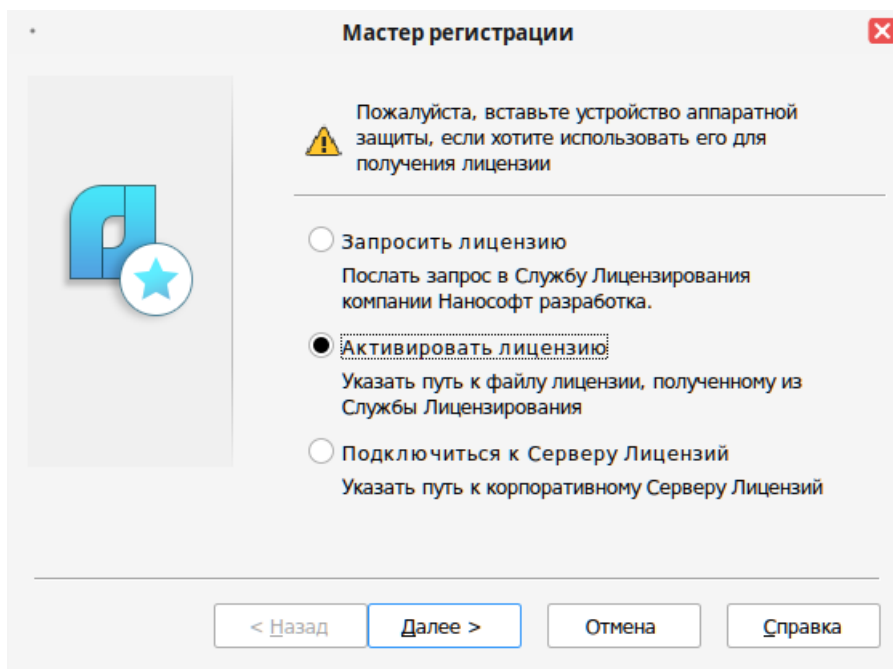 Мастер регистрации
Пожалуйста, вставьте устройство аппаратной
защиты, если хотите использовать его для
получения лицензии
Запросить лицензию
Послать запрос в Службу Лицензирования
компании Нанософт разработка.
Активировать лицензию
Указать путь к файлу лицензии, полученному из
Службы Лицензирования
Подключиться к Серверу Лицензий
Указать путь к корпоративному Серверу Лицензий
< Назад Далее > Отмена Справка